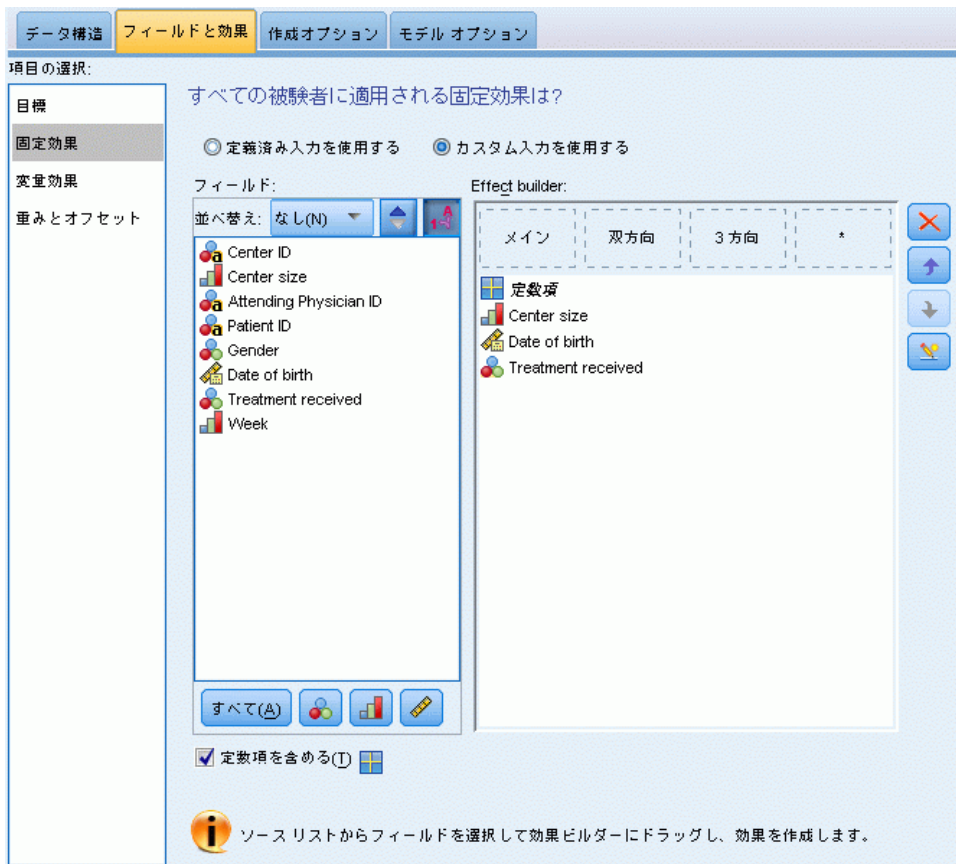 データ構造 フィールドと効果 作成オプション モデル オプション
項目の選択:
目標
固定効果
変量効果
重みとオフセット
すべての被験者に適用される固定効果は?
定義済み入力を使用する カスタム入力を使用する
フィールド:
並べ替え: なし(N)
Center ID
Center size
Attending Physician ID
Patient ID
Gender
Date of birth
Treatment received
Week
すべて(A)
Effect builder:
メイン 双方向 3方向 *
定数項
Center size
Date of birth
Treatment received
定数項を含める(T)
ソース リストからフィールドを選択して効果ビルダーにドラッグし、効果を作成します。